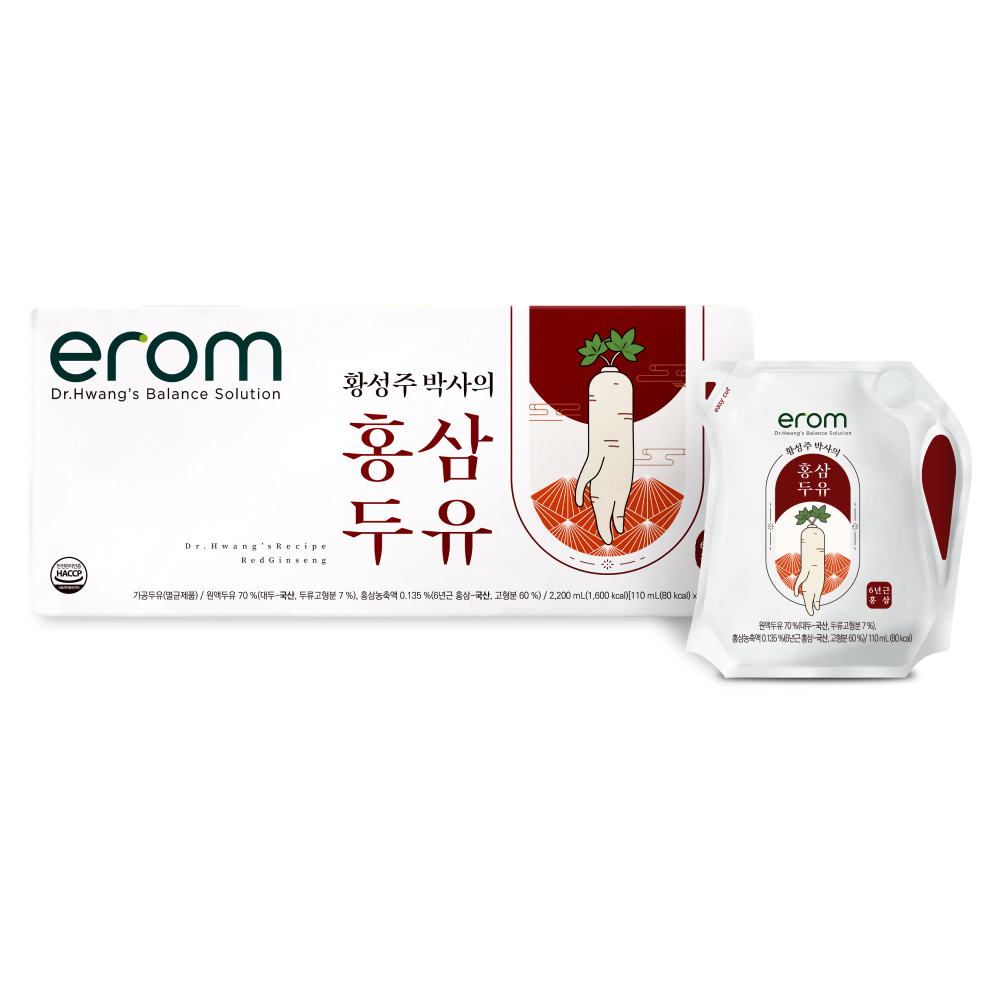 erom
Dr.Hwang's Balance Solution
황성주 박사의
홍삼
두유
Dr.Hwang'sRecipe
RedGinseng
HACCP
가공두유(멸균제품) / 원액두유 70 %(대두-국산, 두류고형분 7 %), 홍삼농축액 0.135 %(6년근 홍삼-국산, 고형분 60 %) / 2,200 mL(1,600 kcal)[110 mL(80 kcal) x
easy cut
erom
Dr.Hwang's Balance Solution
황성주 박사의
홍삼
두유
6년근
홍삼
원액두유 70 %(대두-국산, 두류고형분 7 %),
홍삼농축액 0.135 %(6년근 홍삼-국산, 고형분 60 %) / 110 mL (80 kcal)